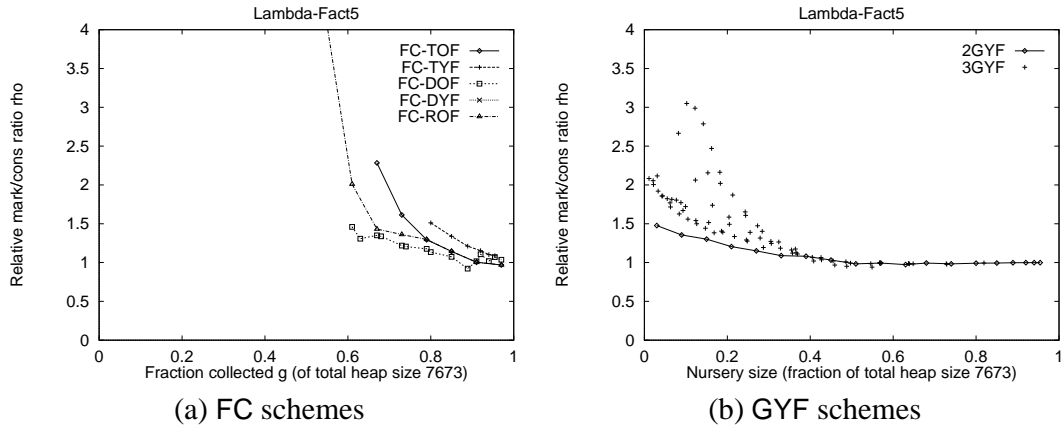 Lambda-Fact5
4
3.5
3
2.5
2
1.5
1
0.5
0
Relative mark/cons ratio rho
FC-TOF
FC-TYF
FC-DOF
FC-DYF
FC-ROF
0 0.2 0.4 0.6 0.8 1
Fraction collected g (of total heap size 7673)
(a) FC schemes
Lambda-Fact5
4
3.5
3
2.5
2
1.5
1
0.5
0
Relative mark/cons ratio rho
2GYF
3GYF
0 0.2 0.4 0.6 0.8 1
Nursery size (fraction of total heap size 7673)
(b) GYF schemes